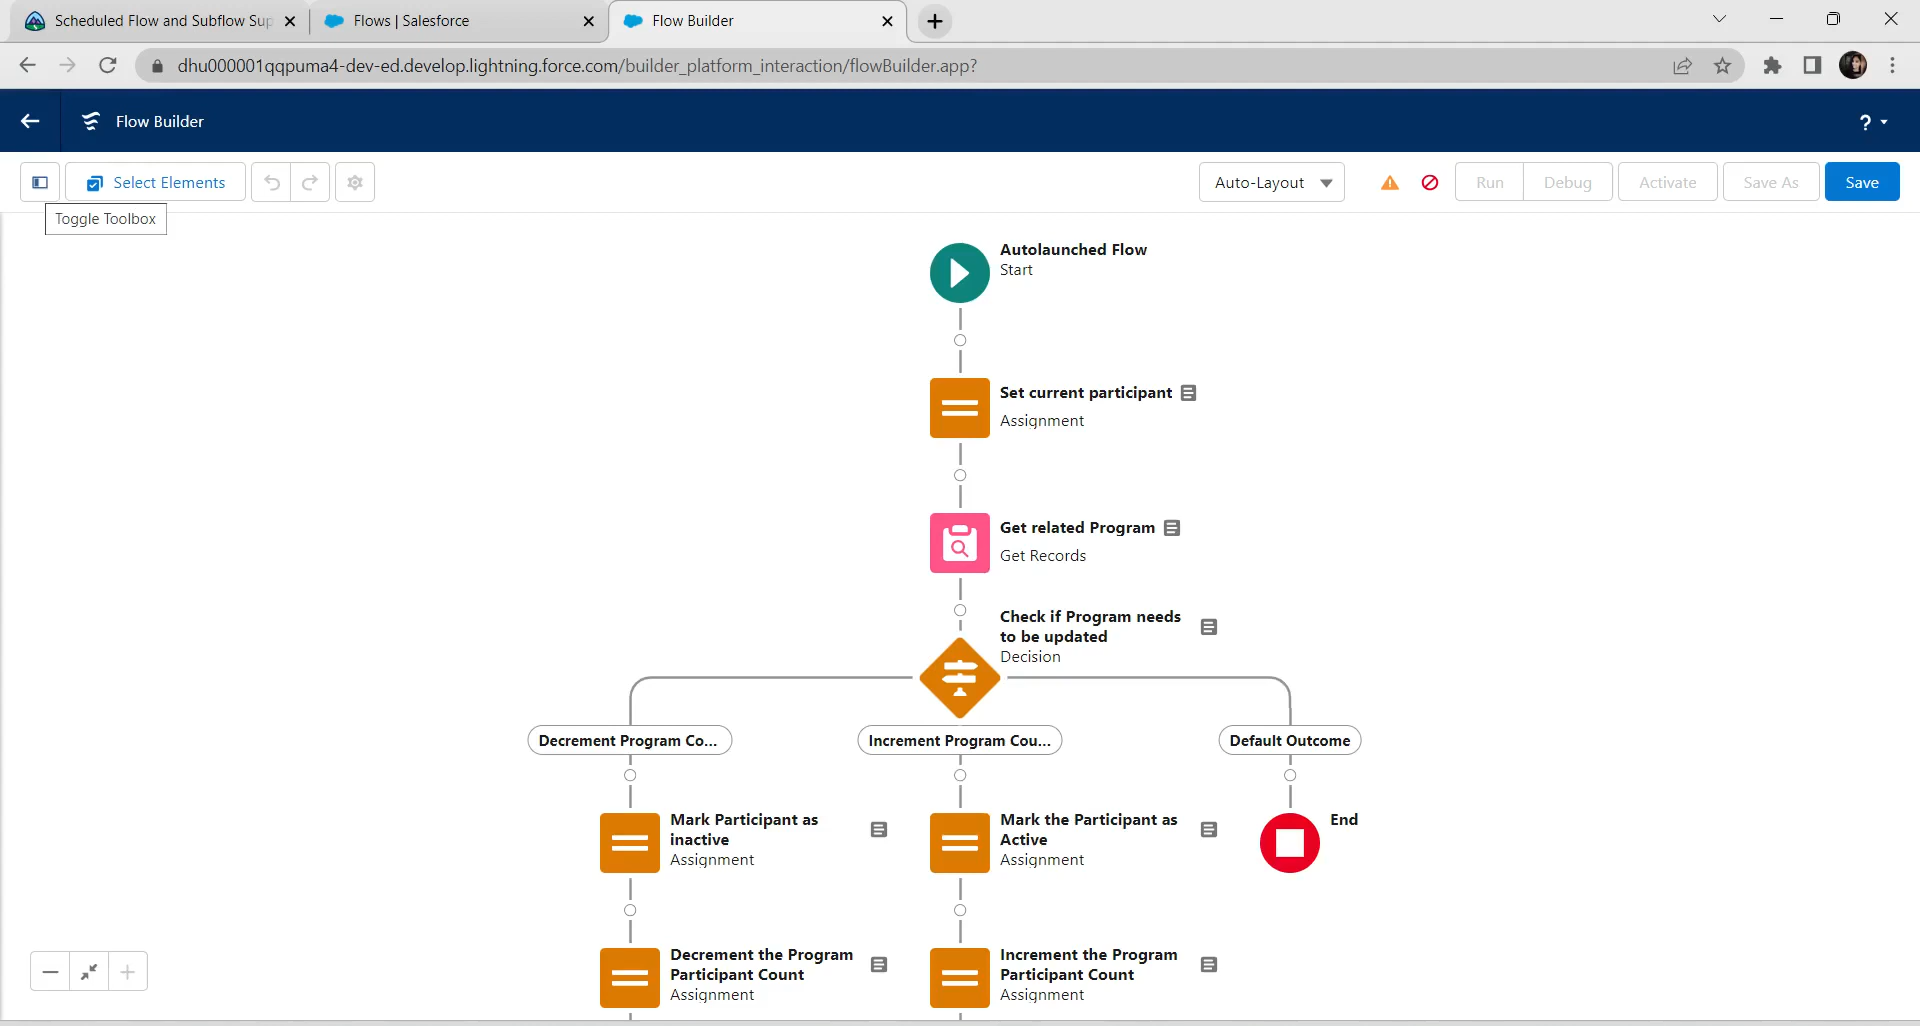 Scheduled Flow and Subflow Sup
Flows | Salesforce
Flow Builder
dhu000001qqpuma4-dev-ed.develop.lightning.force.com/builder_platform_interaction/flowBuilder.app?
Flow Builder
?
Select Elements
Auto-Layout
Run
Debug
Activate
Save As
Save
Toggle Toolbox
Autolaunched Flow
Start
Set current participant
Assignment
Get related Program
Get Records
Check if Program needs
to be updated
Decision
Decrement Program Co...
Increment Program Cou...
Default Outcome
Mark Participant as
inactive
Assignment
Mark the Participant as
Active
Assignment
End
Decrement the Program
Participant Count
Assignment
Increment the Program
Participant Count
Assignment